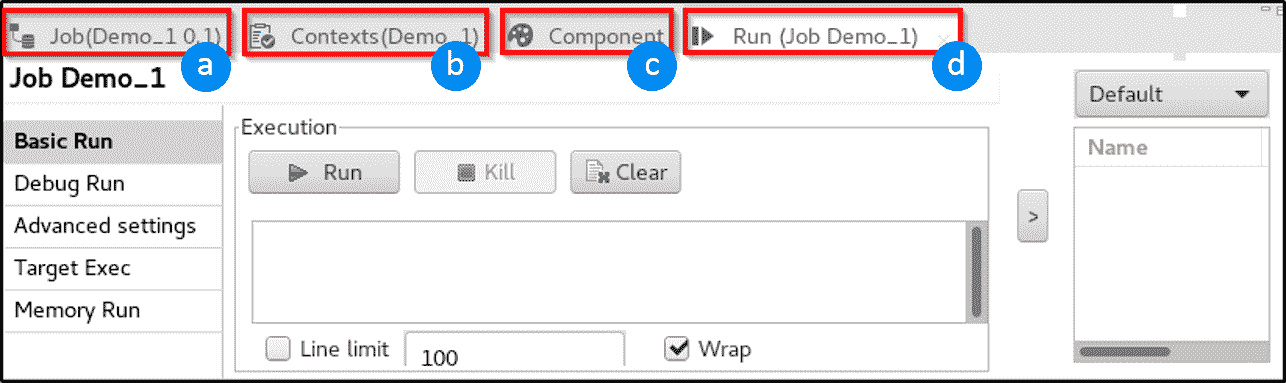 Job(Demo_1 0.1) Contexts(Demo_1) Component Run (Job Demo_1)
a b c d
Job Demo_1
Default
Basic Run
Debug Run
Advanced settings
Target Exec
Memory Run
Execution
Run Kill Clear
>
Line limit 100 Wrap
Name